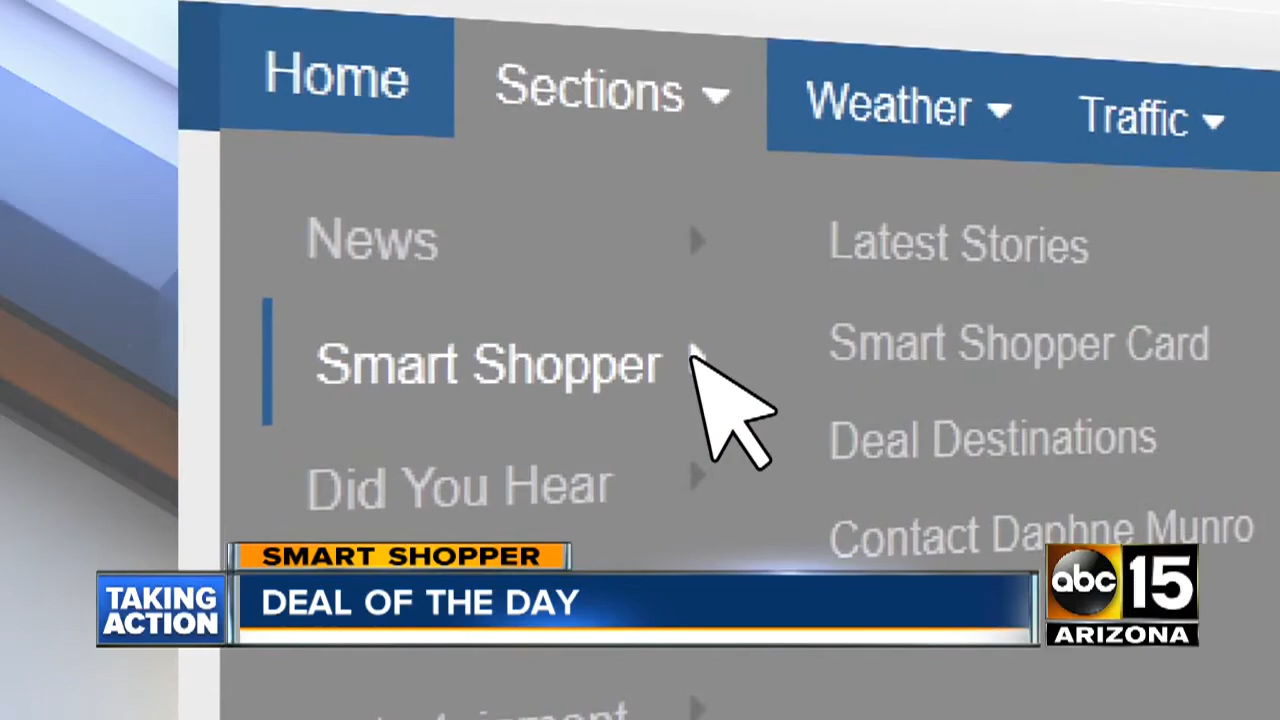 Home
Sections
Weather
Traffic
News
Latest Stories
Smart Shopper
Smart Shopper Card
Deal Destinations
Did You Hear
Contact Daphne Munro
SMART SHOPPER
TAKING
ACTION
DEAL OF THE DAY
abc 15
ARIZONA